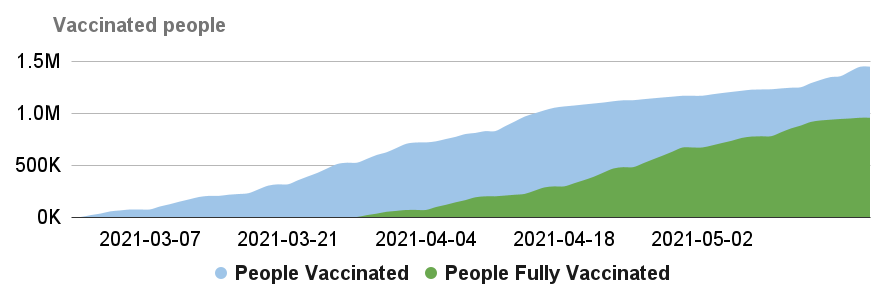 Vaccinated people
1.5M
1.0M
500K
0K
2021-03-07 2021-03-21 2021-04-04 2021-04-18 2021-05-02
People Vaccinated People Fully Vaccinated